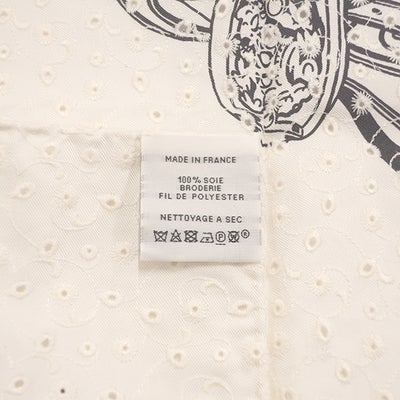 MADE IN FRANCE
100% SOIE
BRODERIE
FIL DE POLYESTER
NETTOYAGE A SEC